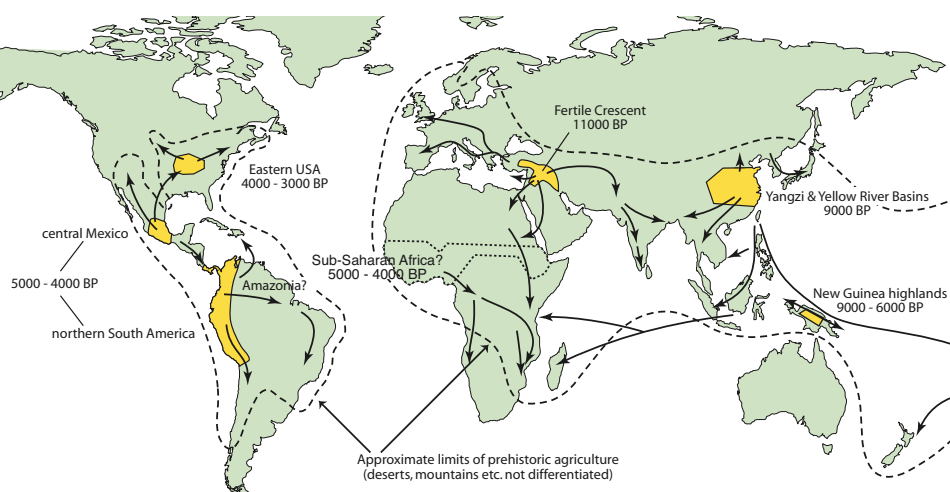 Fertile Crescent
11000 BP
Eastern USA
4000 - 3000 BP
Yangzi & Yellow River Basins
9000 BP
central Mexico
Sub-Saharan Africa?
5000 - 4000 BP
5000 - 4000 BP
Amazonia?
New Guinea highlands
9000 - 6000 BP
northern South America
Approximate limits of prehistoric agriculture
(deserts, mountains etc. not differentiated)